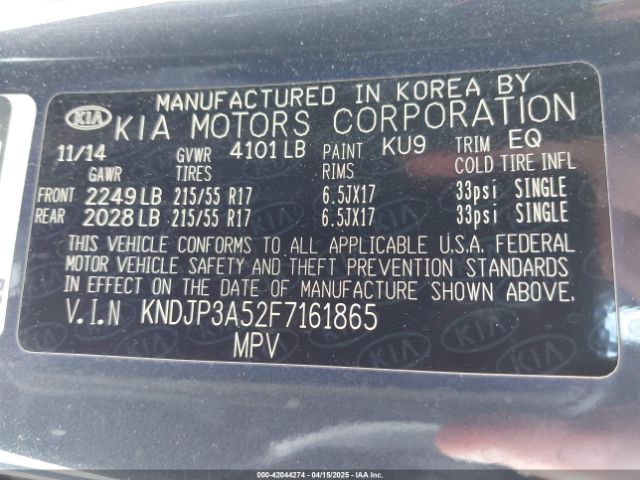 MANUFACTURED IN KOREA BY
KIA KIA MOTORS CORPORATION
11/14 GVWR 4101 LB PAINT KU9 TRIM EQ
GAWR TIRES RIMS COLD TIRE INFL
FRONT 2249 LB 215/55 R17 6.5JX17 33psi SINGLE
REAR 2028 LB 215/55 R17 6.5JX17 33psi SINGLE
THIS VEHICLE CONFORMS TO ALL APPLICABLE U.S.A. FEDERAL
MOTOR VEHICLE SAFETY AND THEFT PREVENTION STANDARDS
IN EFFECT ON THE DATE OF MANUFACTURE SHOWN ABOVE.
V.I.N KNDJP3A52F7161865
MPV
000-42044274 - 04/15/2025 - IAAC